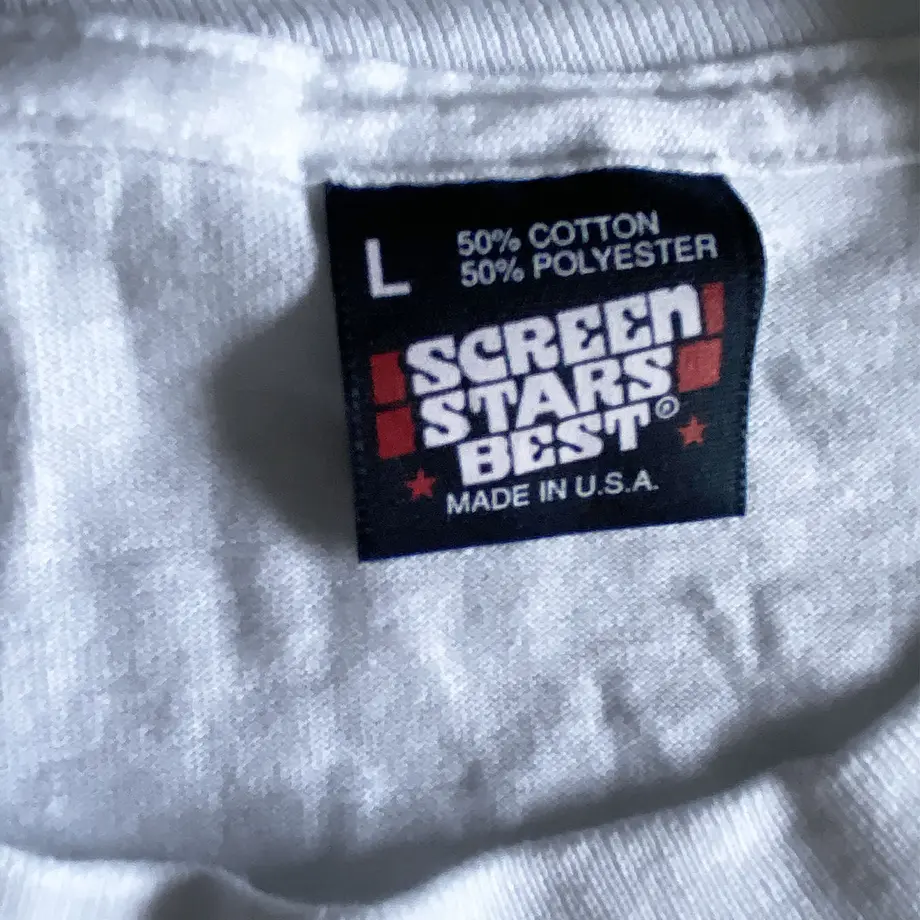 L
50% COTTON
50% POLYESTER
SCREEN
STARS
BEST®
MADE IN U.S.A.